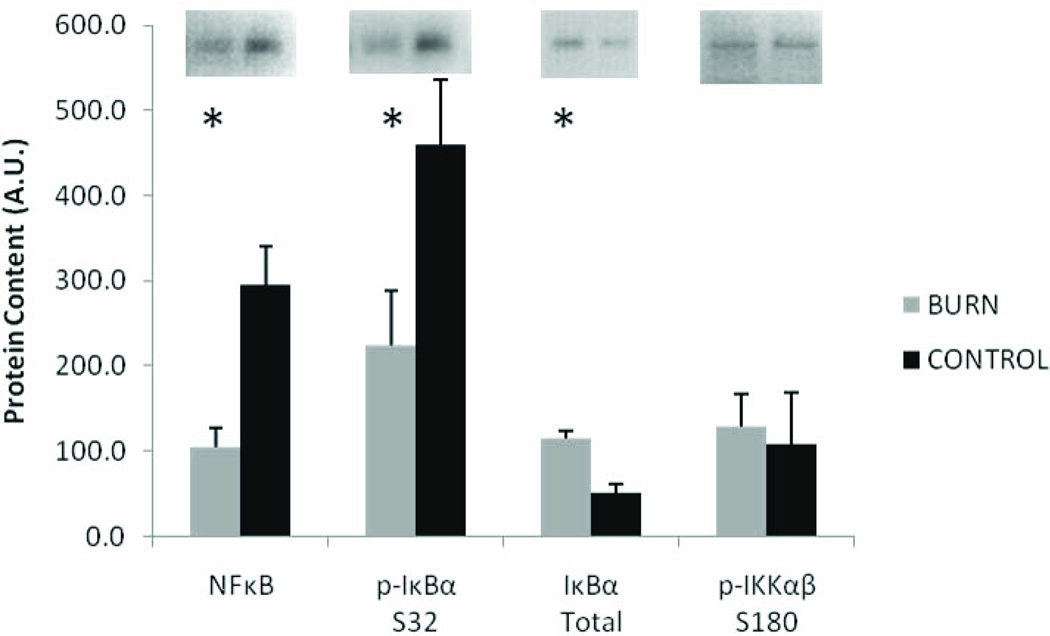 Protein Content (A.U.)
600.0
500.0
400.0
300.0
200.0
100.0
0.0
* * *
NFκB
p-IκBα
S32
IκBα
Total
p-IKKαβ
S180
BURN
CONTROL